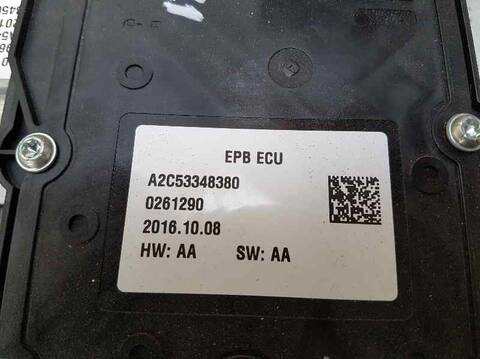 EPB ECU
A2C53348380
0261290
2016.10.08
HW: AA SW: AA